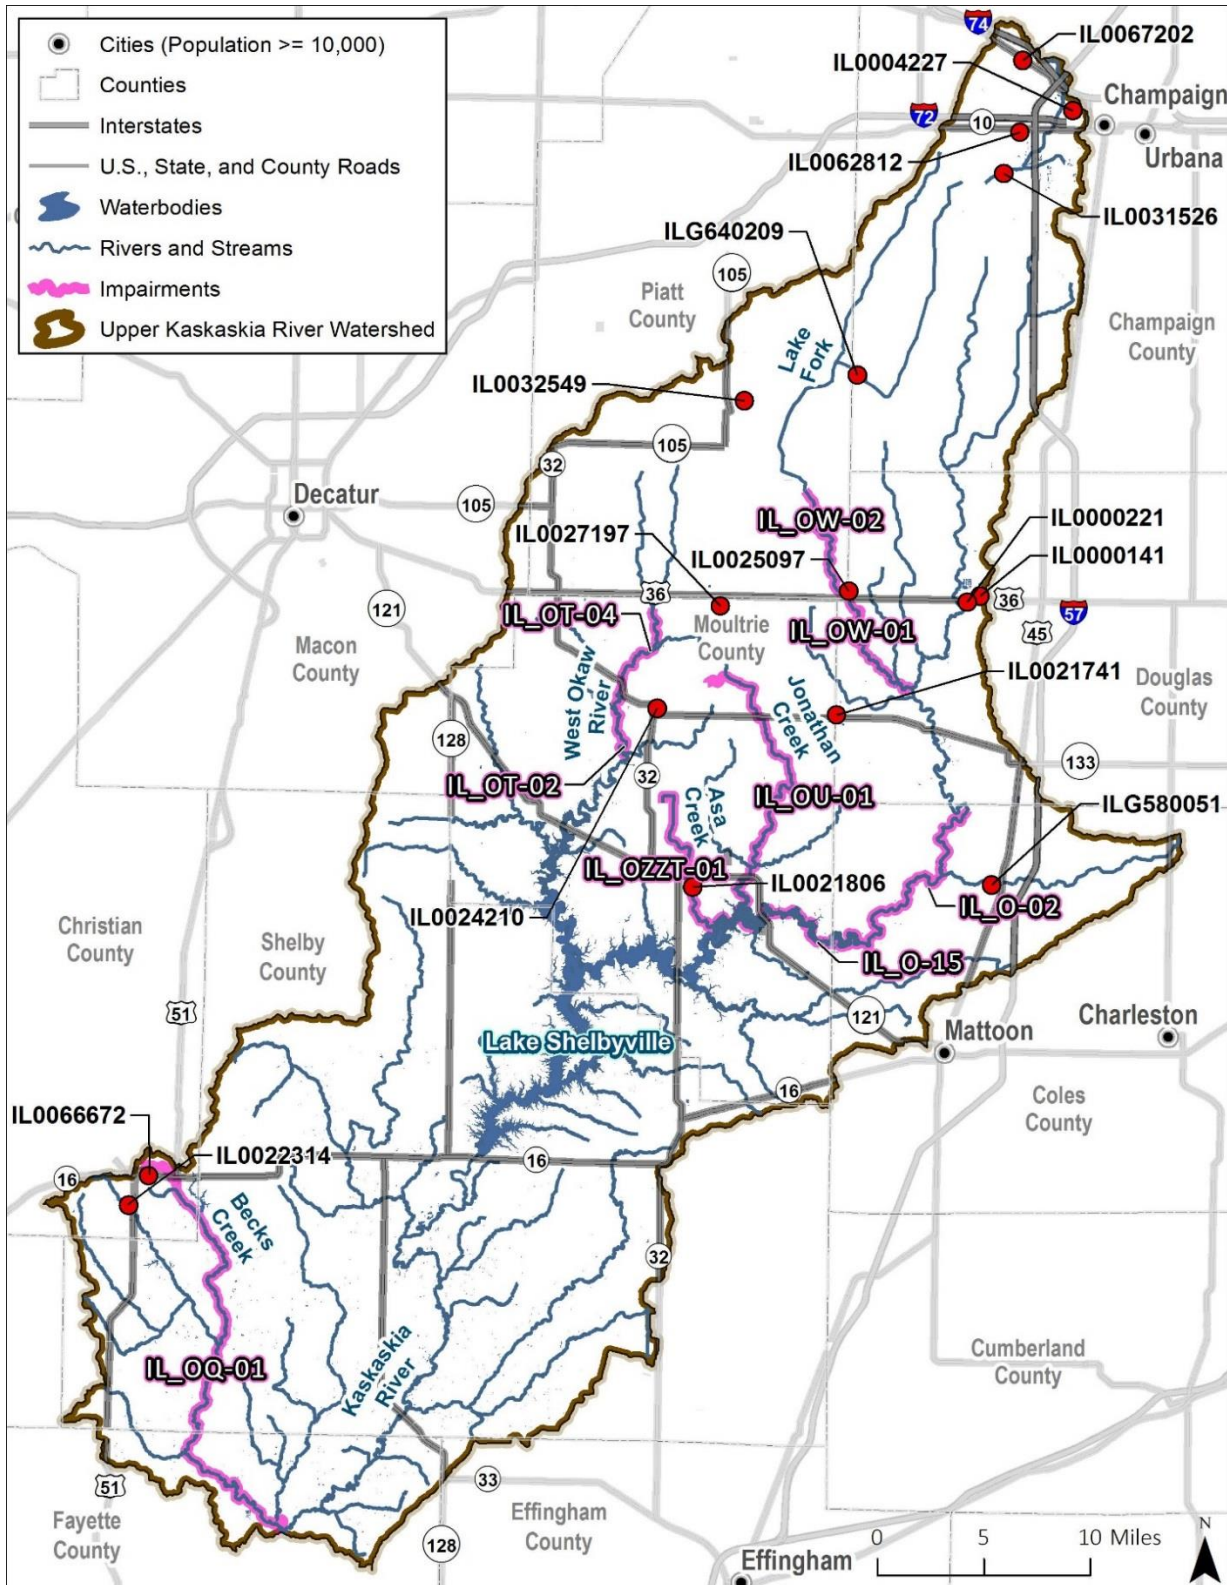 Cities (Population >= 10,000)
Counties
Interstates
U.S., State, and County Roads
Waterbodies
Rivers and Streams
Impairments
Upper Kaskaskia River Watershed
74
IL0067202
IL0004227
Champaign
72
10
IL0062812
Urbana
IL0031526
ILG640209
105
Piatt
County
Champaign
County
Lake
Fork
IL0032549
105
32
Decatur
105
IL_OW-02
IL0000221
IL0027197
IL0000141
IL0025097
36
36
57
121
IL_OT-04
Moultrie
County
IL_OW-01
45
Macon
County
West Okaw
River
Jonathan
Creek
IL0021741
Douglas
County
128
133
IL_OT-02
32
Asa
Creek
IL_OU-01
ILG580051
IL_OZZT-01
IL0021806
IL0024210
IL_O-02
Christian
County
Shelby
County
IL_O-15
51
121
Lake Shelbyville
Mattoon
Charleston
16
Coles
County
IL0066672
IL0022314
16
16
Becks
Creek
32
Kaskaskia
River
IL_OQ-01
Cumberland
County
51
33
Fayette
County
Effingham
County
128
0 5 10 Miles
N
Effingham